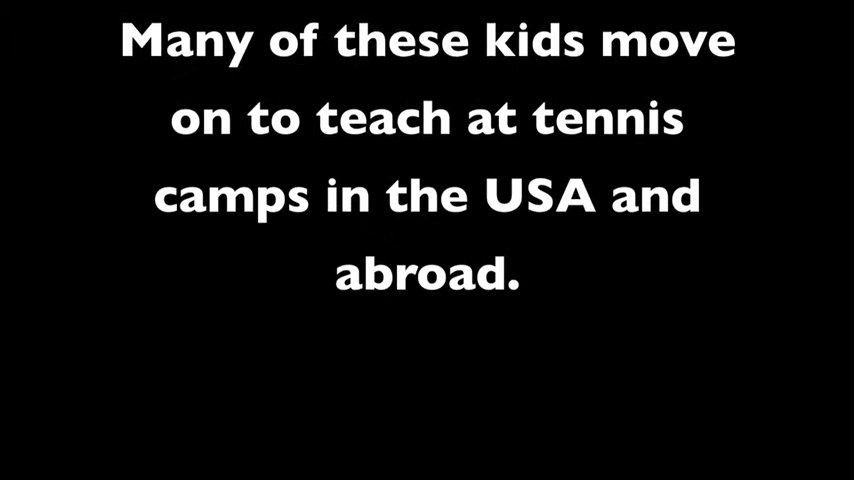 Many of these kids move
on to teach at tennis
camps in the USA and
abroad.